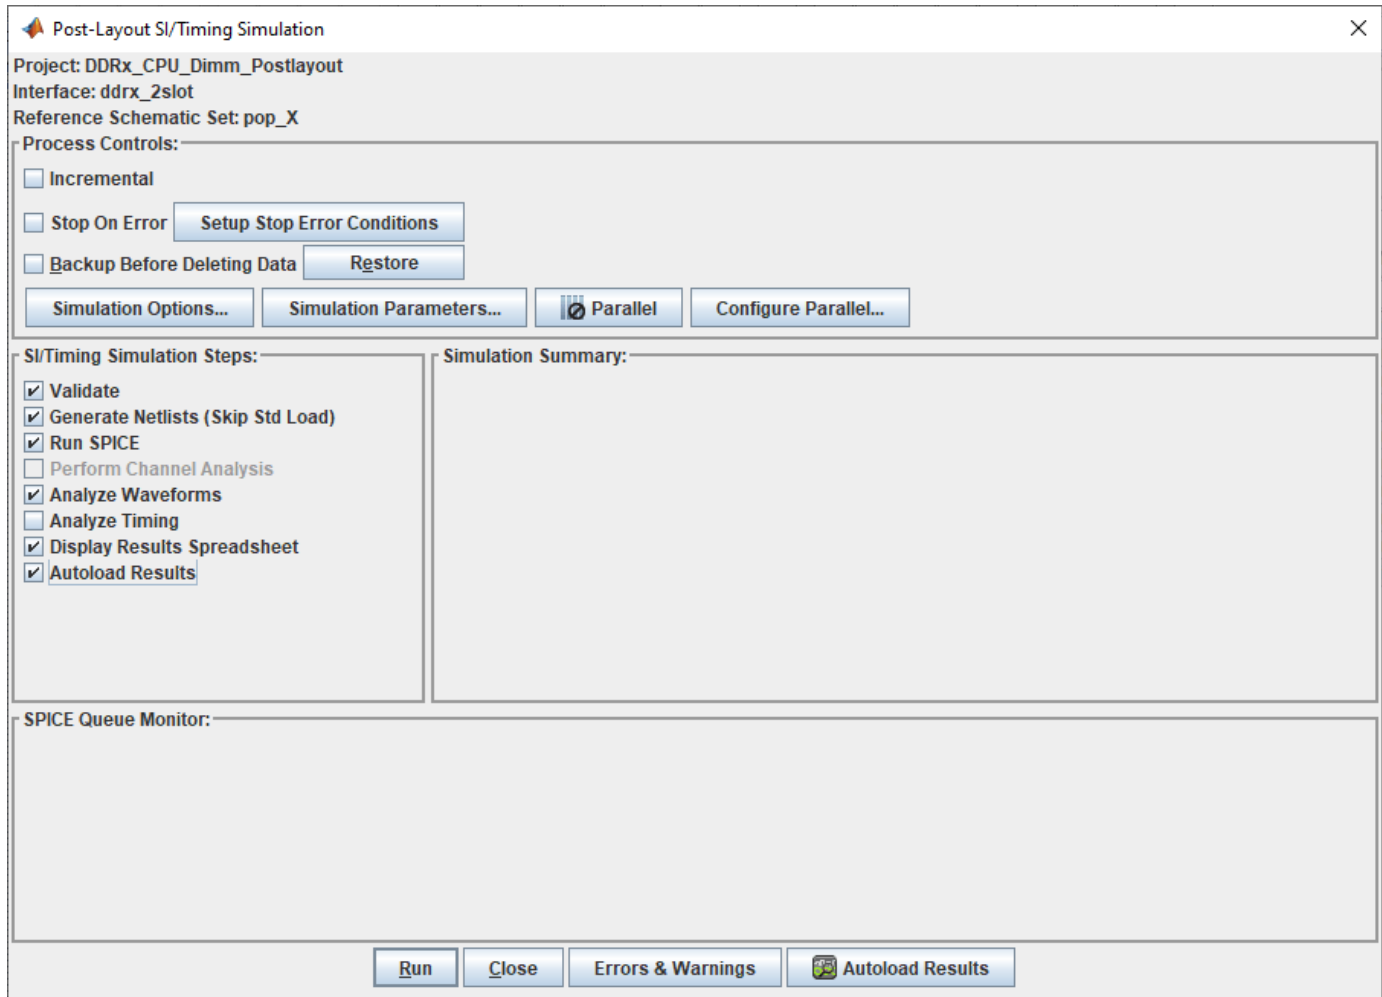 Post-Layout SI/Timing Simulation
Project: DDRx_CPU_Dimm_Postlayout
Interface: ddrx_2slot
Reference Schematic Set: pop_X
Process Controls:
Incremental
Stop On Error Setup Stop Error Conditions
Backup Before Deleting Data Restore
Simulation Options... Simulation Parameters... Parallel Configure Parallel...
SI/Timing Simulation Steps: Simulation Summary:
Validate
Generate Netlists (Skip Std Load)
Run SPICE
Perform Channel Analysis
Analyze Waveforms
Analyze Timing
Display Results Spreadsheet
Autoload Results
SPICE Queue Monitor:
Run Close Errors & Warnings Autoload Results